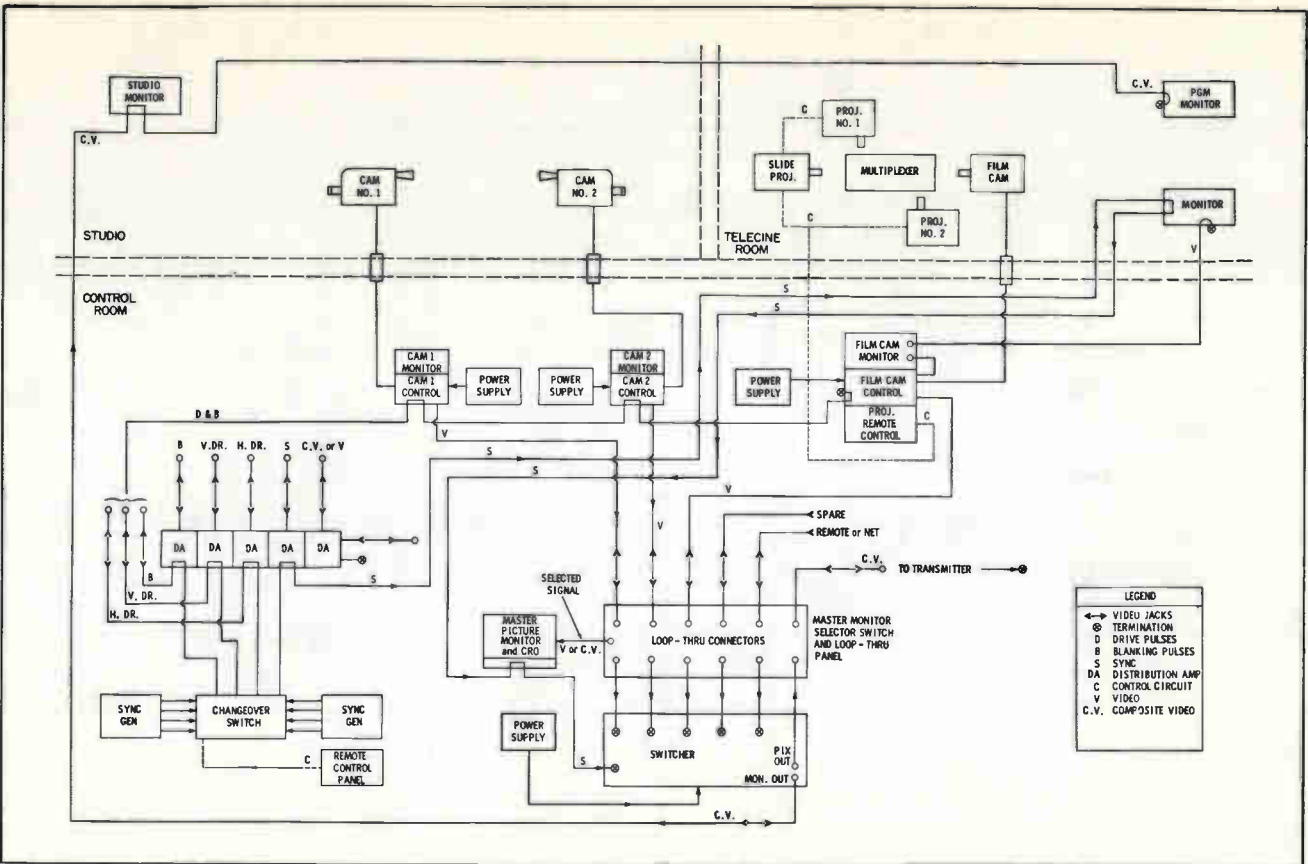 STUDIO
MONITOR
C.V.
C.V.
PGM
MONITOR
C
PROJ.
NO. 1
SLIDE
PROJ.
MULTIPLEXER
FILM
CAM
CAM
NO. 1
CAM
NO. 2
C
PROJ.
NO. 2
MONITOR
STUDIO
TELECINE
ROOM
V
CONTROL
ROOM
S
S
FILM CAM
MONITOR
CAM 1
MONITOR
CAM 1
CONTROL
POWER
SUPPLY
POWER
SUPPLY
CAM 2
MONITOR
CAM 2
CONTROL
POWER
SUPPLY
FILM CAM
CONTROL
PROJ.
REMOTE
CONTROL
C
D & B
V
B
V.DR.
H. DR.
S
C.V. or V
S
S
V
V
SPARE
REMOTE or NET
DA
DA
DA
DA
DA
B
V. DR.
H. DR.
S
C.V.
TO TRANSMITTER
SELECTED
SIGNAL
V or C.V.
MASTER
PICTURE
MONITOR
and CRO
LOOP - THRU CONNECTORS
MASTER MONITOR
SELECTOR SWITCH
AND LOOP - THRU
PANEL
LEGEND
VIDEO JACKS
TERMINATION
D DRIVE PULSES
B BLANKING PULSES
S SYNC
DA DISTRIBUTION AMP
C CONTROL CIRCUIT
V VIDEO
C.V. COMPOSITE VIDEO
SYNC
GEN
CHANGEOVER
SWITCH
SYNC
GEN
POWER
SUPPLY
SWITCHER
PIX
OUT
MON. OUT
S
C
REMOTE
CONTROL
PANEL
C.V.